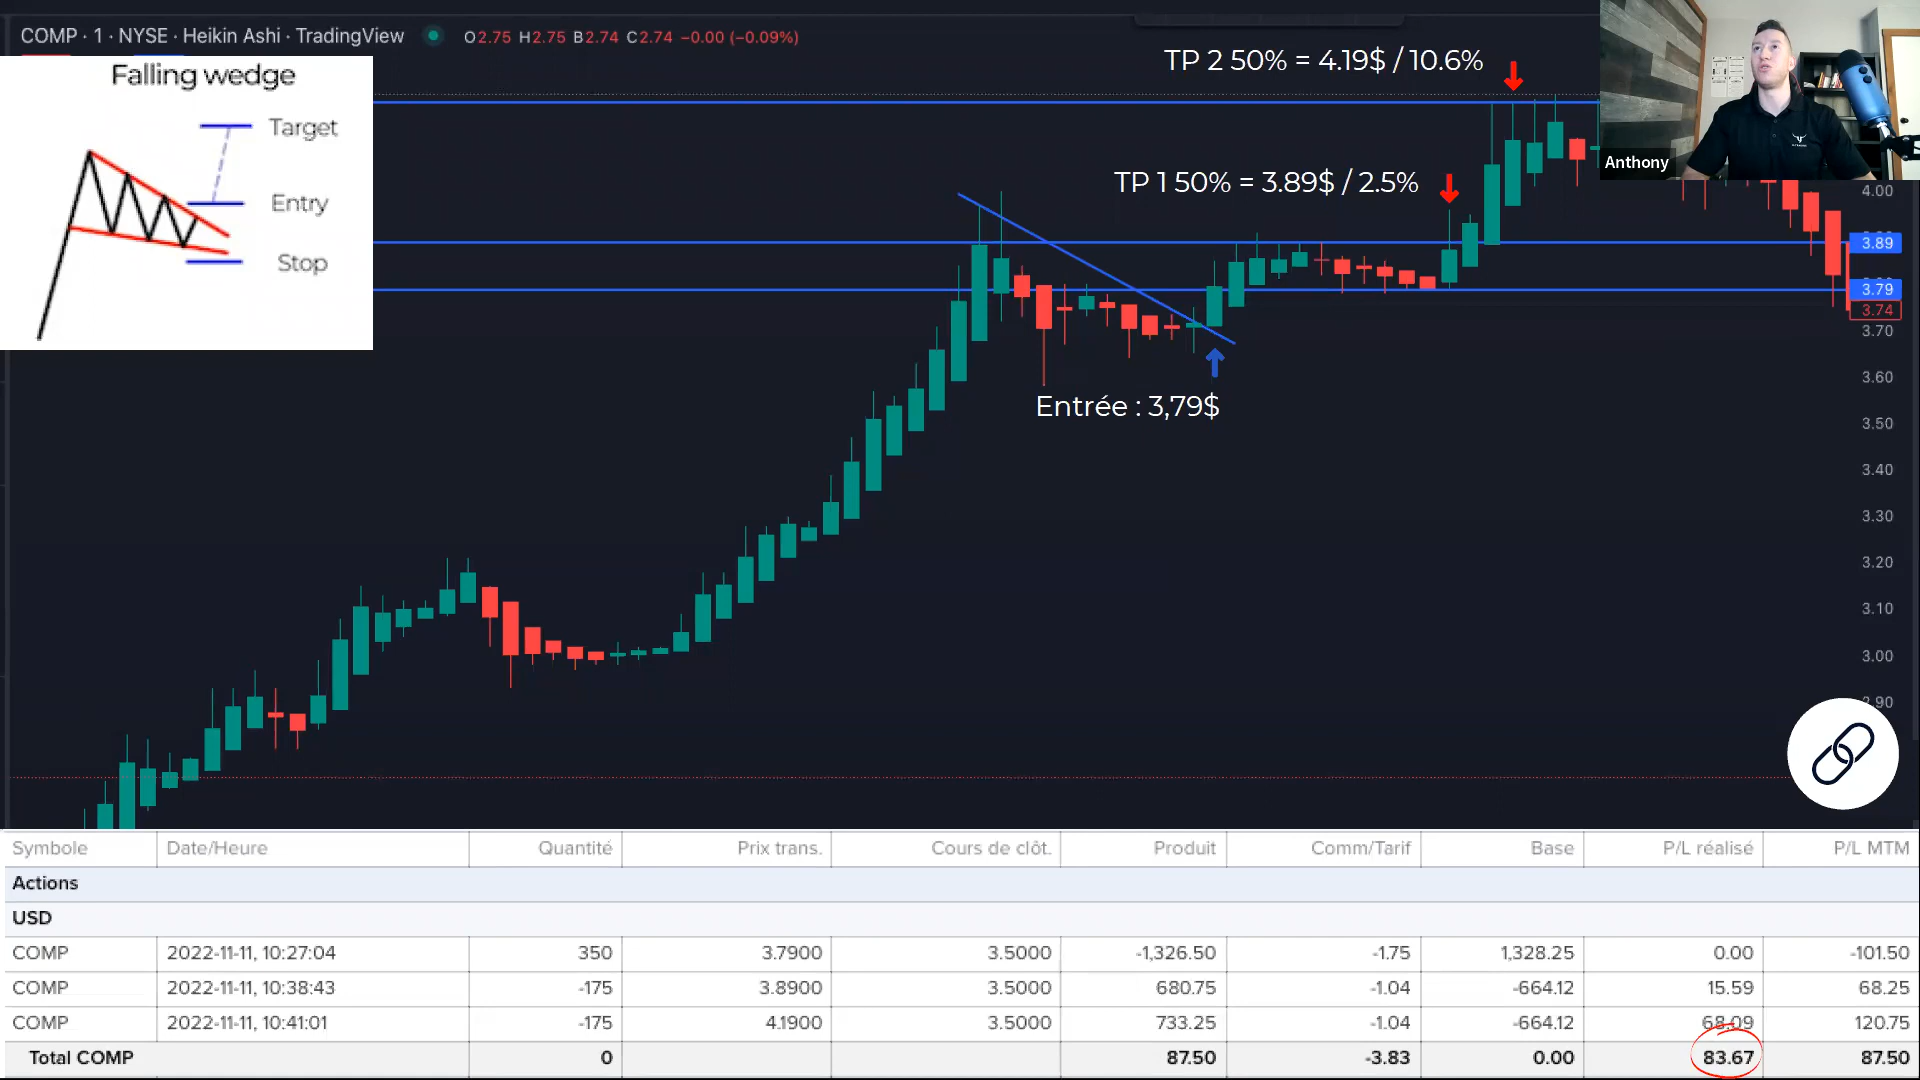 COMP · 1 · NYSE · Heikin Ashi · TradingView
O2.75 H2.75 B2.74 C2.74 −0.00 (−0.09%)
Falling wedge
Target
Entry
Stop
TP 2 50% = 4.19$ / 10.6%
TP 1 50% = 3.89$ / 2.5%
Entrée : 3,79$
Anthony
4.00
3.89
3.79
3.74
3.70
3.60
3.50
3.40
3.30
3.20
3.10
3.00
2.90
Symbole Date/Heure Quantité Prix trans. Cours de clôt. Produit Comm/Tarif Base P/L réalisé P/L MTM
Actions
USD
COMP 2022-11-11, 10:27:04 350 3.7900 3.5000 -1,326.50 -1.75 1,328.25 0.00 -101.50
COMP 2022-11-11, 10:38:43 -175 3.8900 3.5000 680.75 -1.04 -664.12 15.59 68.25
COMP 2022-11-11, 10:41:01 -175 4.1900 3.5000 733.25 -1.04 -664.12 68.09 120.75
Total COMP 0 87.50 -3.83 0.00 83.67 87.50